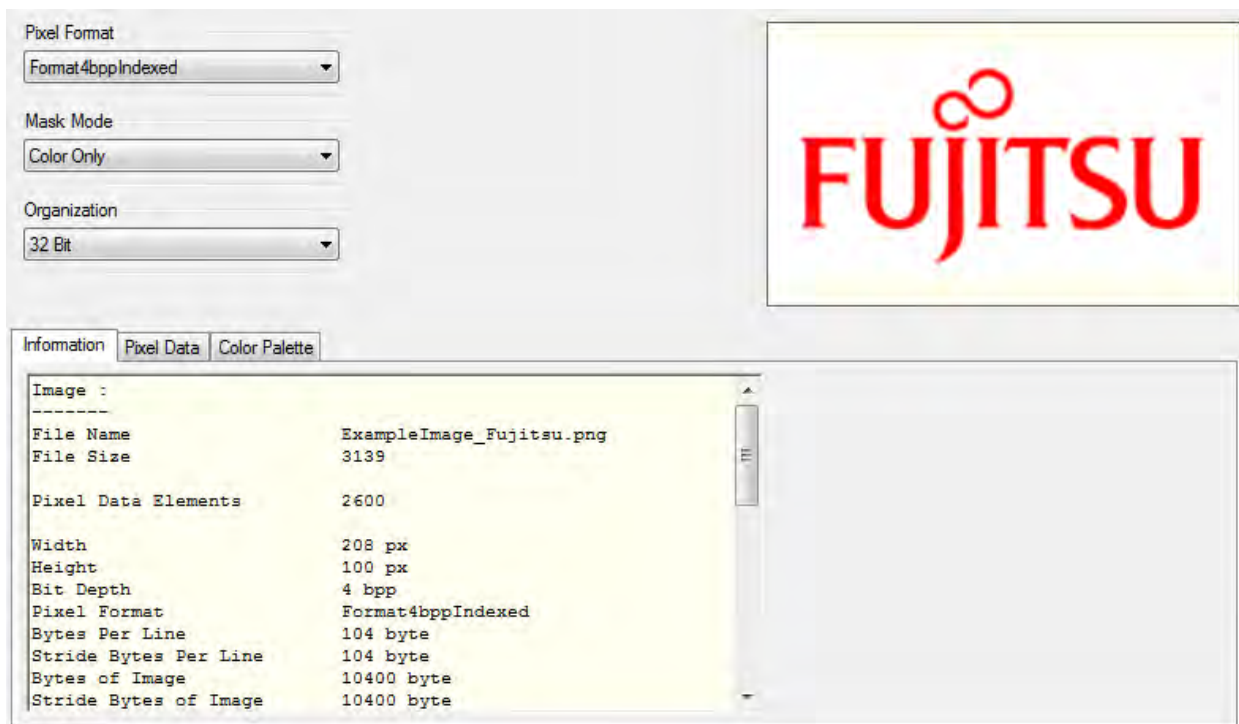 Pixel Format
Format4bppIndexed
Mask Mode
Color Only
Organization
32 Bit
FUJITSU
Information Pixel Data Color Palette
Image :
-------
File Name ExampleImage_Fujitsu.png
File Size 3139
Pixel Data Elements 2600
Width 208 px
Height 100 px
Bit Depth 4 bpp
Pixel Format Format4bppIndexed
Bytes Per Line 104 byte
Stride Bytes Per Line 104 byte
Bytes of Image 10400 byte
Stride Bytes of Image 10400 byte